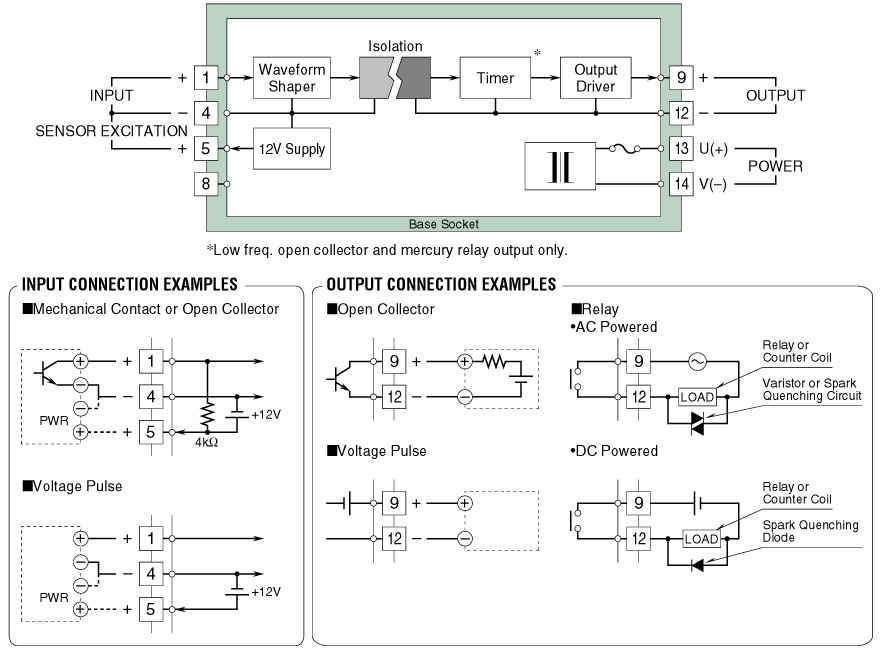 Isolation
*
+ 1
Waveform
Shaper
Timer
Output
Driver
9 +
INPUT
OUTPUT
− 4
12 −
SENSOR EXCITATION
+ 5
12V Supply
13 U(+)
POWER
8
14 V(−)
Base Socket
*Low freq. open collector and mercury relay output only.
INPUT CONNECTION EXAMPLES
■Mechanical Contact or Open Collector
+ + 1
− − 4
−
PWR
+ + 5
+12V
4kΩ
■Voltage Pulse
+ + 1
− − 4
−
PWR
+ + 5
+12V
OUTPUT CONNECTION EXAMPLES
■Open Collector
9 + +
12 − −
■Voltage Pulse
9 + +
12 − −
■Relay
•AC Powered
9
12
LOAD
Relay or
Counter Coil
Varistor or Spark
Quenching Circuit
•DC Powered
9
12
LOAD
Relay or
Counter Coil
Spark Quenching
Diode